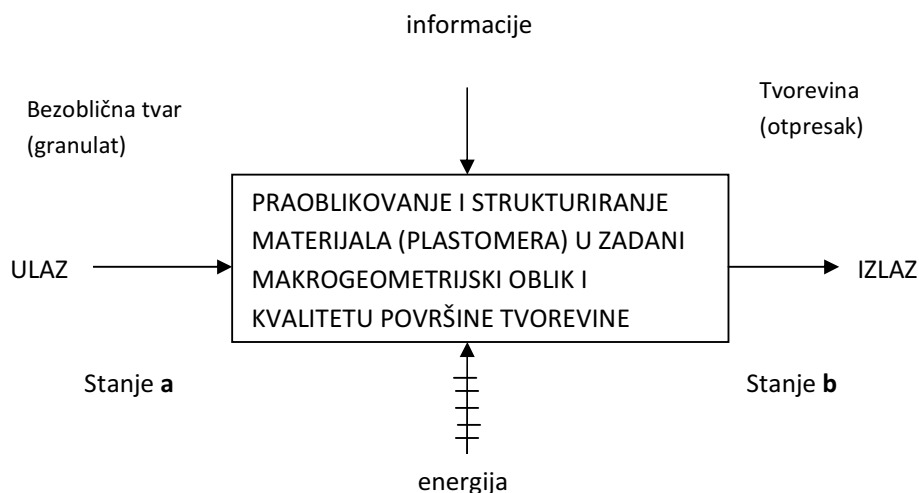 informacije
Bezoblična tvar
(granulat)
Tvorevina
(otpresak)
PRAOBLIKOVANJE I STRUKTURIRANJE
MATERIJALA (PLASTOMERA) U ZADANI
MAKROGEOMETRIJSKI OBLIK I
KVALITETU POVRŠINE TVOREVINE
ULAZ
IZLAZ
Stanje a
Stanje b
energija